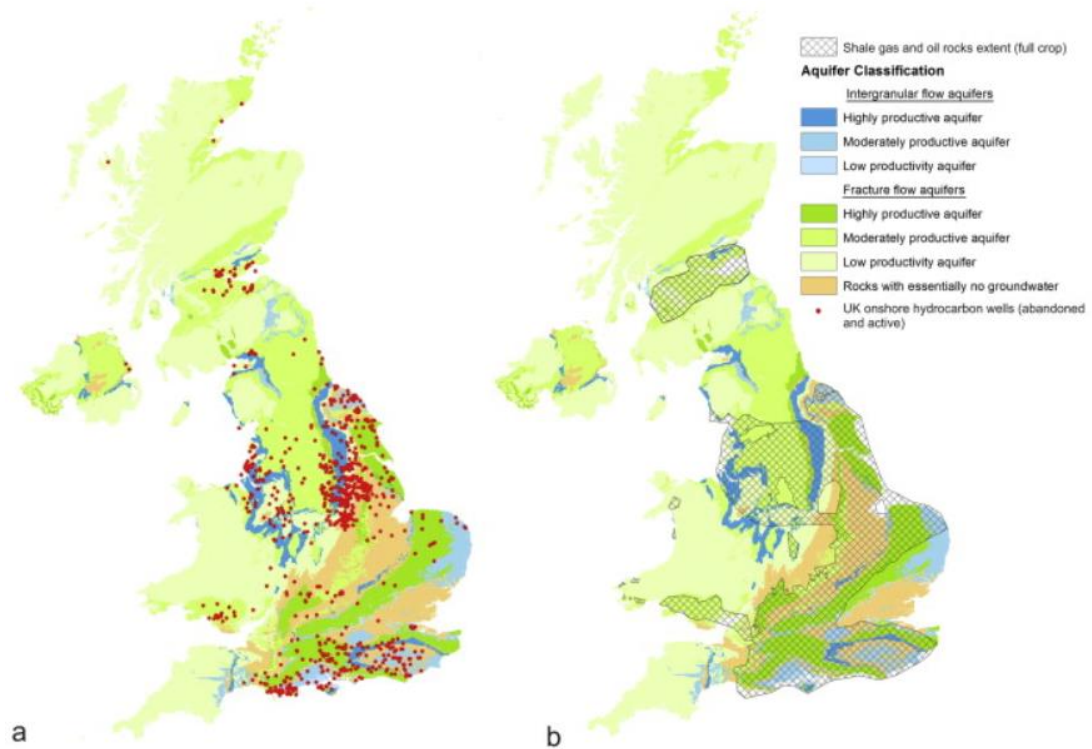 Shale gas and oil rocks extent (full crop)
Aquifer Classification
Intergranular flow aquifers
Highly productive aquifer
Moderately productive aquifer
Low productivity aquifer
Fracture flow aquifers
Highly productive aquifer
Moderately productive aquifer
Low productivity aquifer
Rocks with essentially no groundwater
UK onshore hydrocarbon wells (abandoned
and active)
a
b